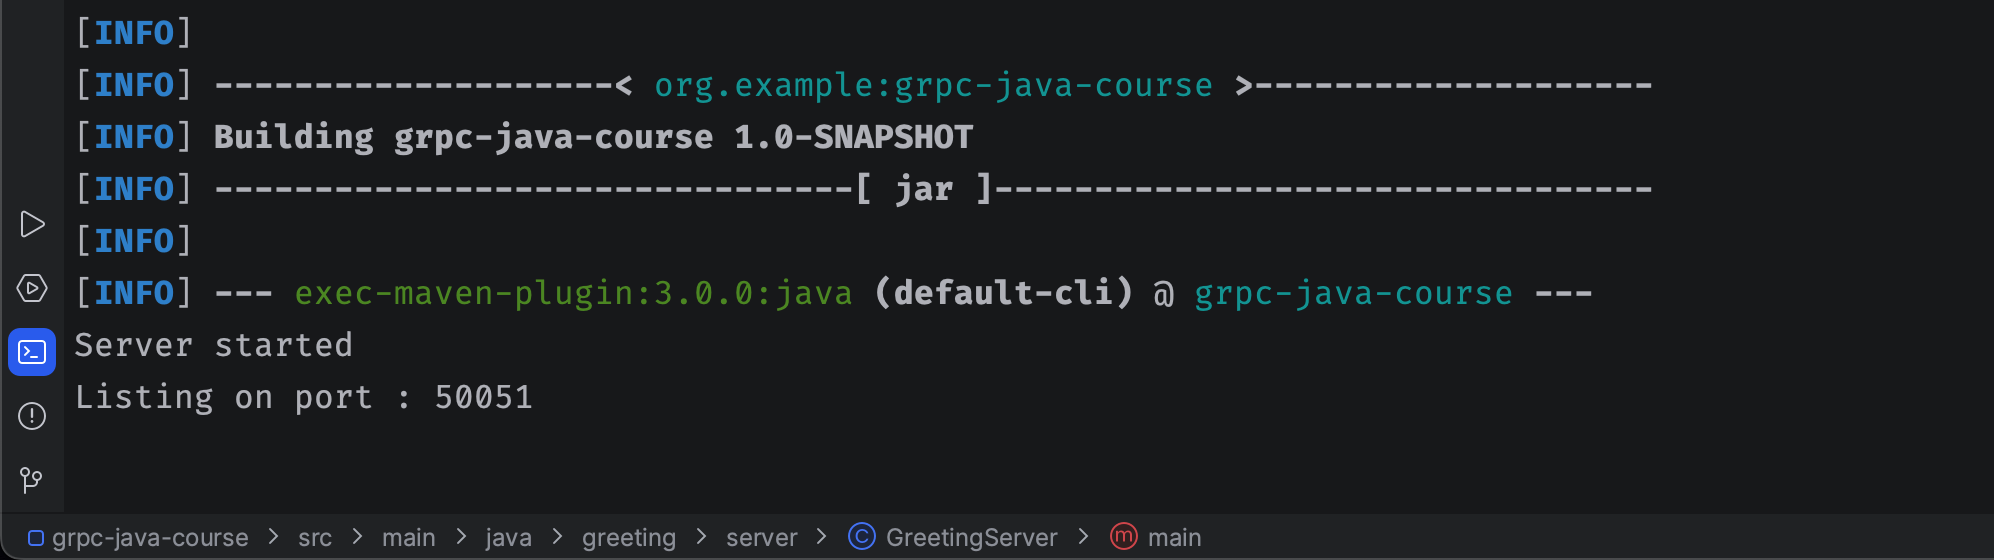 [INFO]
[INFO] --------------------< org.example:grpc-java-course >--------------------
[INFO] Building grpc-java-course 1.0-SNAPSHOT
[INFO] --------------------------------[ jar ]---------------------------------
[INFO]
[INFO] --- exec-maven-plugin:3.0.0:java (default-cli) @ grpc-java-course ---
Server started
Listing on port : 50051
grpc-java-course > src > main > java > greeting > server > C GreetingServer > m main